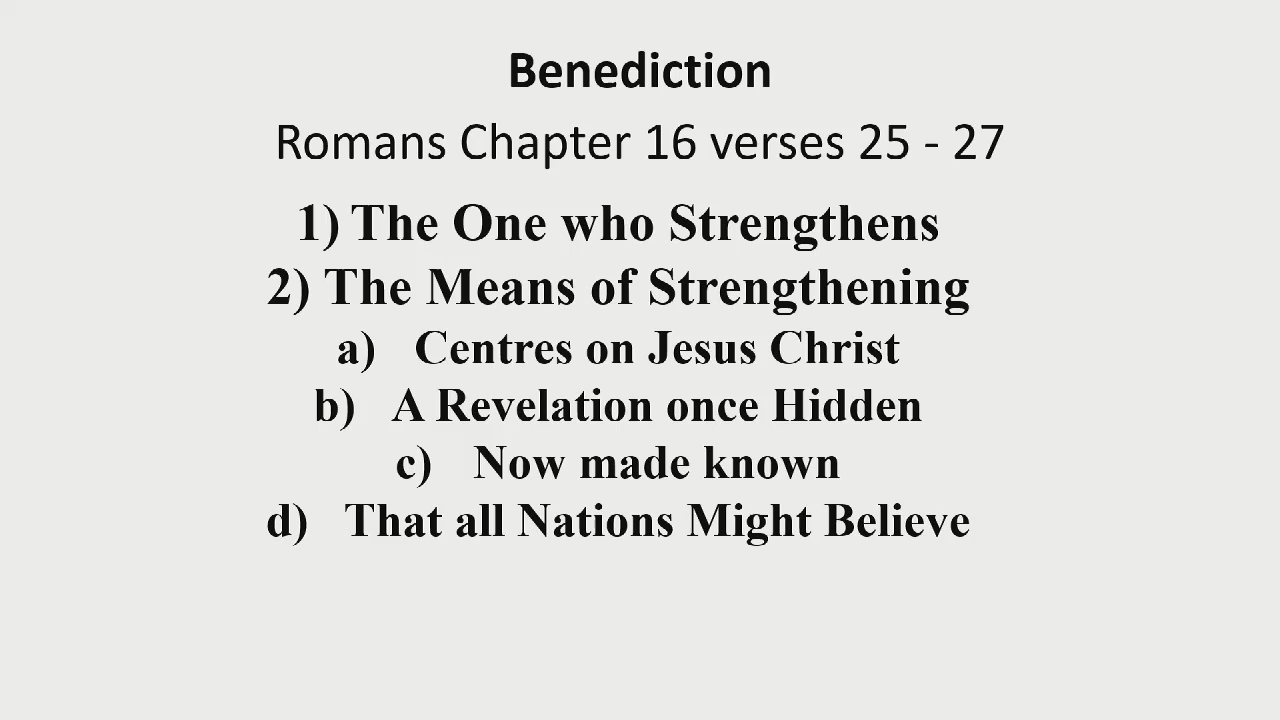 Benediction
Romans Chapter 16 verses 25 - 27
1) The One who Strengthens
2) The Means of Strengthening
a) Centres on Jesus Christ
b) A Revelation once Hidden
c) Now made known
d) That all Nations Might Believe